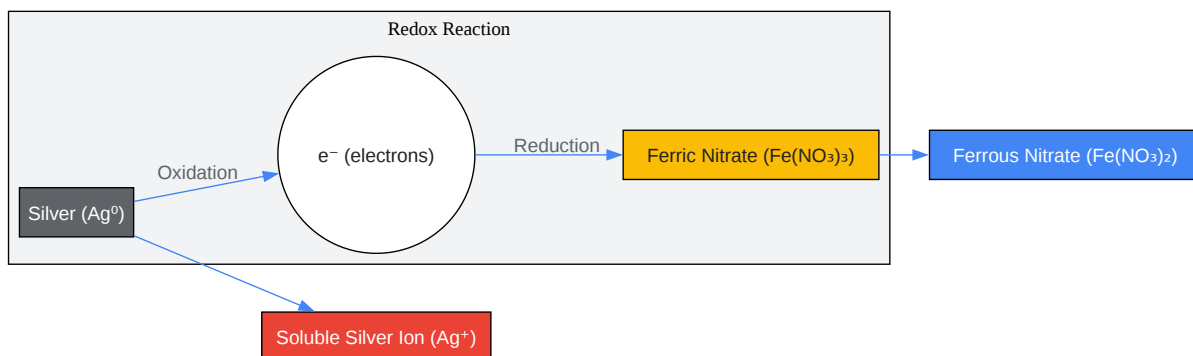 Redox Reaction
e⁻ (electrons)
Reduction
Ferric Nitrate (Fe(NO₃)₃)
Ferrous Nitrate (Fe(NO₃)₂)
Oxidation
Silver (Ag⁰)
Soluble Silver Ion (Ag⁺)